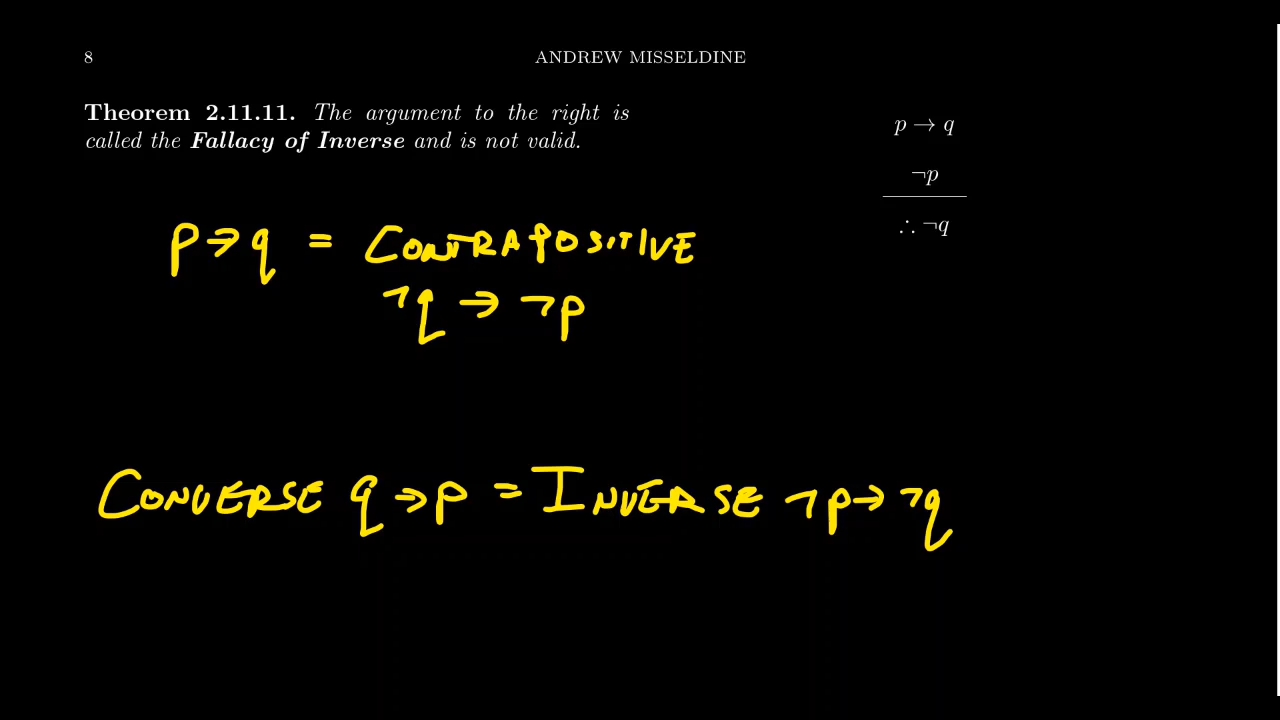 8 ANDREW MISSELDINE
Theorem 2.11.11. The argument to the right is
called the Fallacy of Inverse and is not valid.
p → q
¬p
∴ ¬q
p → q = CONTRAPOSITIVE
¬q → ¬p
CONVERSE q → p = INVERSE ¬p → ¬q